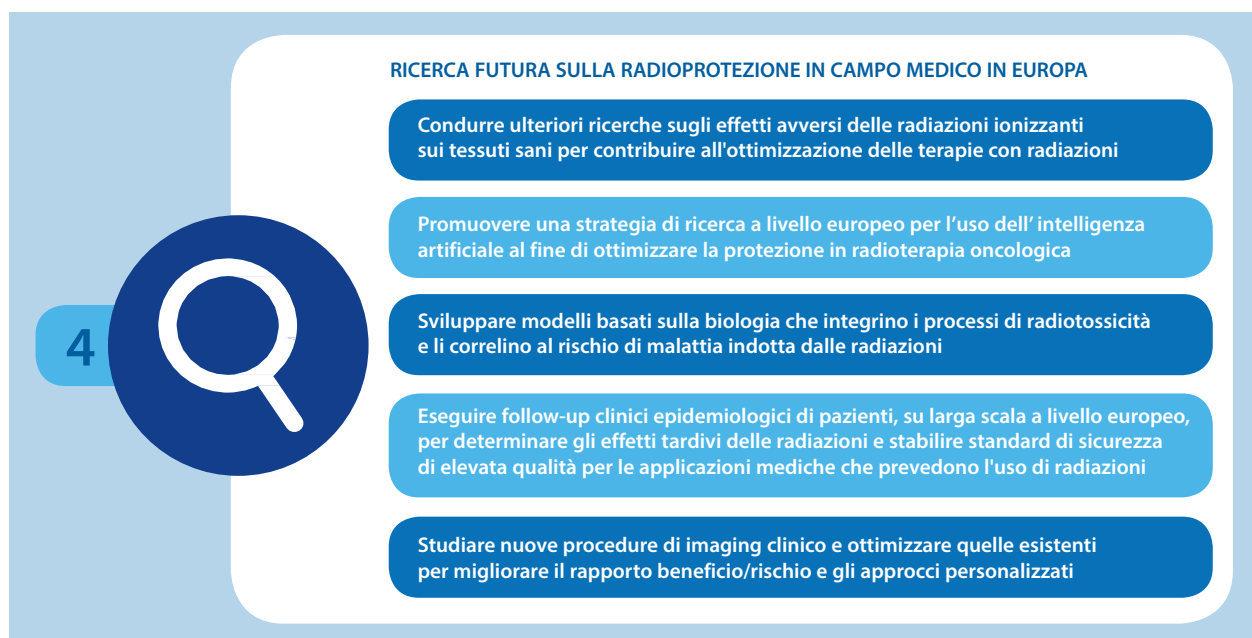 RICERCA FUTURA SULLA RADIOPROTEZIONE IN CAMPO MEDICO IN EUROPA
Condurre ulteriori ricerche sugli effetti avversi delle radiazioni ionizzanti
sui tessuti sani per contribuire all'ottimizzazione delle terapie con radiazioni
Promuovere una strategia di ricerca a livello europeo per l’uso dell’ intelligenza
artificiale al fine di ottimizzare la protezione in radioterapia oncologica
4
Sviluppare modelli basati sulla biologia che integrino i processi di radiotossicità
e li correlino al rischio di malattia indotta dalle radiazioni
Eseguire follow-up clinici epidemiologici di pazienti, su larga scala a livello europeo,
per determinare gli effetti tardivi delle radiazioni e stabilire standard di sicurezza
di elevata qualità per le applicazioni mediche che prevedono l'uso di radiazioni
Studiare nuove procedure di imaging clinico e ottimizzare quelle esistenti
per migliorare il rapporto beneficio/rischio e gli approcci personalizzati